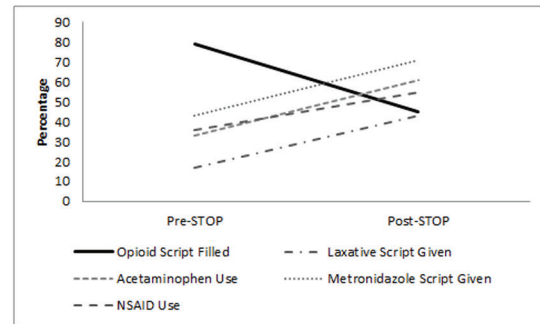 90
80
70
60
50
40
30
20
10
0
Percentage
Pre-STOP Post-STOP
Opioid Script Filled Laxative Script Given
Acetaminophen Use Metronidazole Script Given
NSAID Use